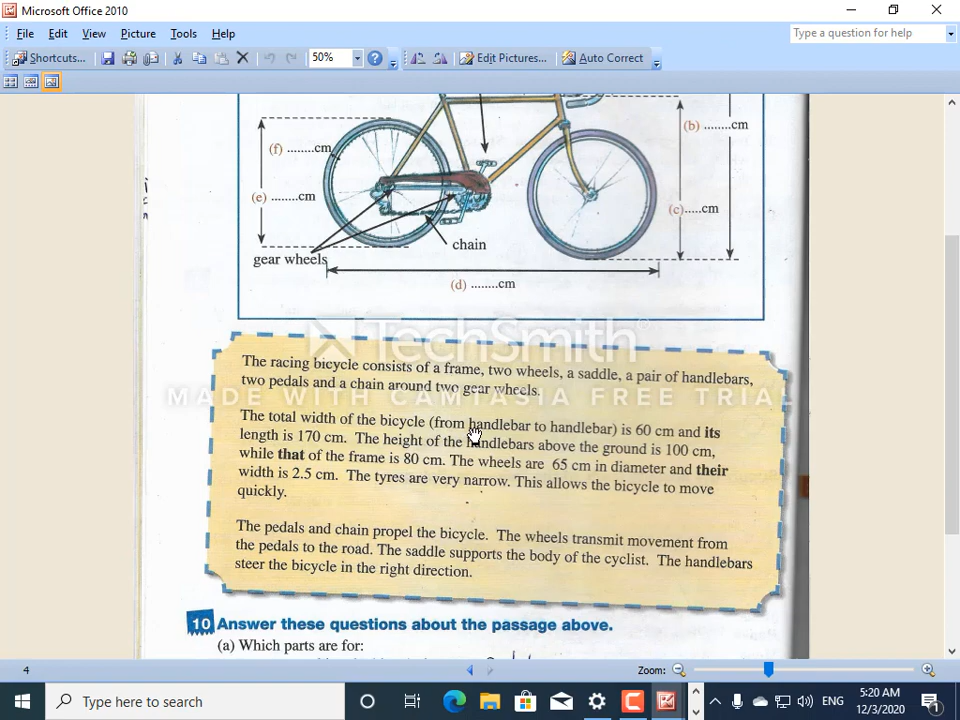 Microsoft Office 2010
File Edit View Picture Tools Help
Type a question for help
Shortcuts... 50% Edit Pictures... Auto Correct
(b) ........cm
(f) ........cm
(e) ........cm
(c).....cm
chain
gear wheels
(d) ........cm
TechSmith
MADE WITH CAMTASIA FREE TRIAL
The racing bicycle consists of a frame, two wheels, a saddle, a pair of handlebars,
two pedals and a chain around two gear wheels.
The total width of the bicycle (from handlebar to handlebar) is 60 cm and its
length is 170 cm. The height of the handlebars above the ground is 100 cm,
while that of the frame is 80 cm. The wheels are 65 cm in diameter and their
width is 2.5 cm. The tyres are very narrow. This allows the bicycle to move
quickly.
The pedals and chain propel the bicycle. The wheels transmit movement from
the pedals to the road. The saddle supports the body of the cyclist. The handlebars
steer the bicycle in the right direction.
10 Answer these questions about the passage above.
(a) Which parts are for:
4 Zoom:
Type here to search
ENG
5:20 AM
12/3/2020
1